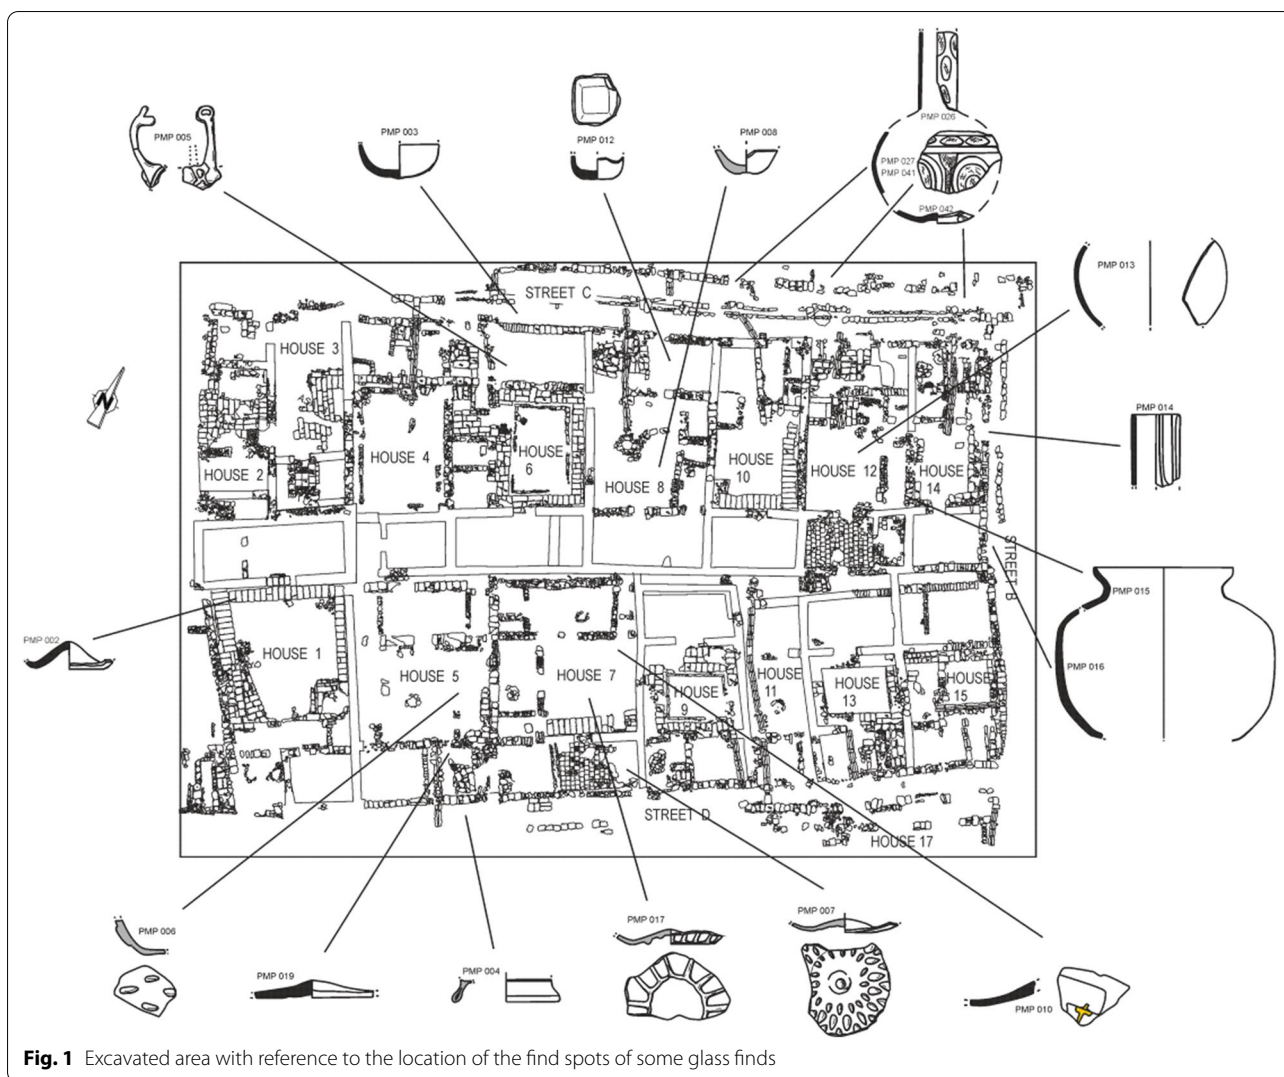 PMP 026
PMP 005
PMP 003
PMP 012
PMP 008
PMP 027
PMP 041
PMP 042
PMP 013
STREET C
HOUSE 3
N
PMP 014
HOUSE 2
HOUSE 4
HOUSE
6
HOUSE 8
HOUSE
10
HOUSE 12
HOUSE
14
STREET B
PMP 015
PMP 002
HOUSE 1
HOUSE 5
HOUSE 7
HOUSE
9
HOUSE
11
HOUSE
13
HOUSE
15
PMP 016
STREET D
HOUSE 17
PMP 006
PMP 019
PMP 004
PMP 017
PMP 007
PMP 010
Fig. 1 Excavated area with reference to the location of the find spots of some glass finds